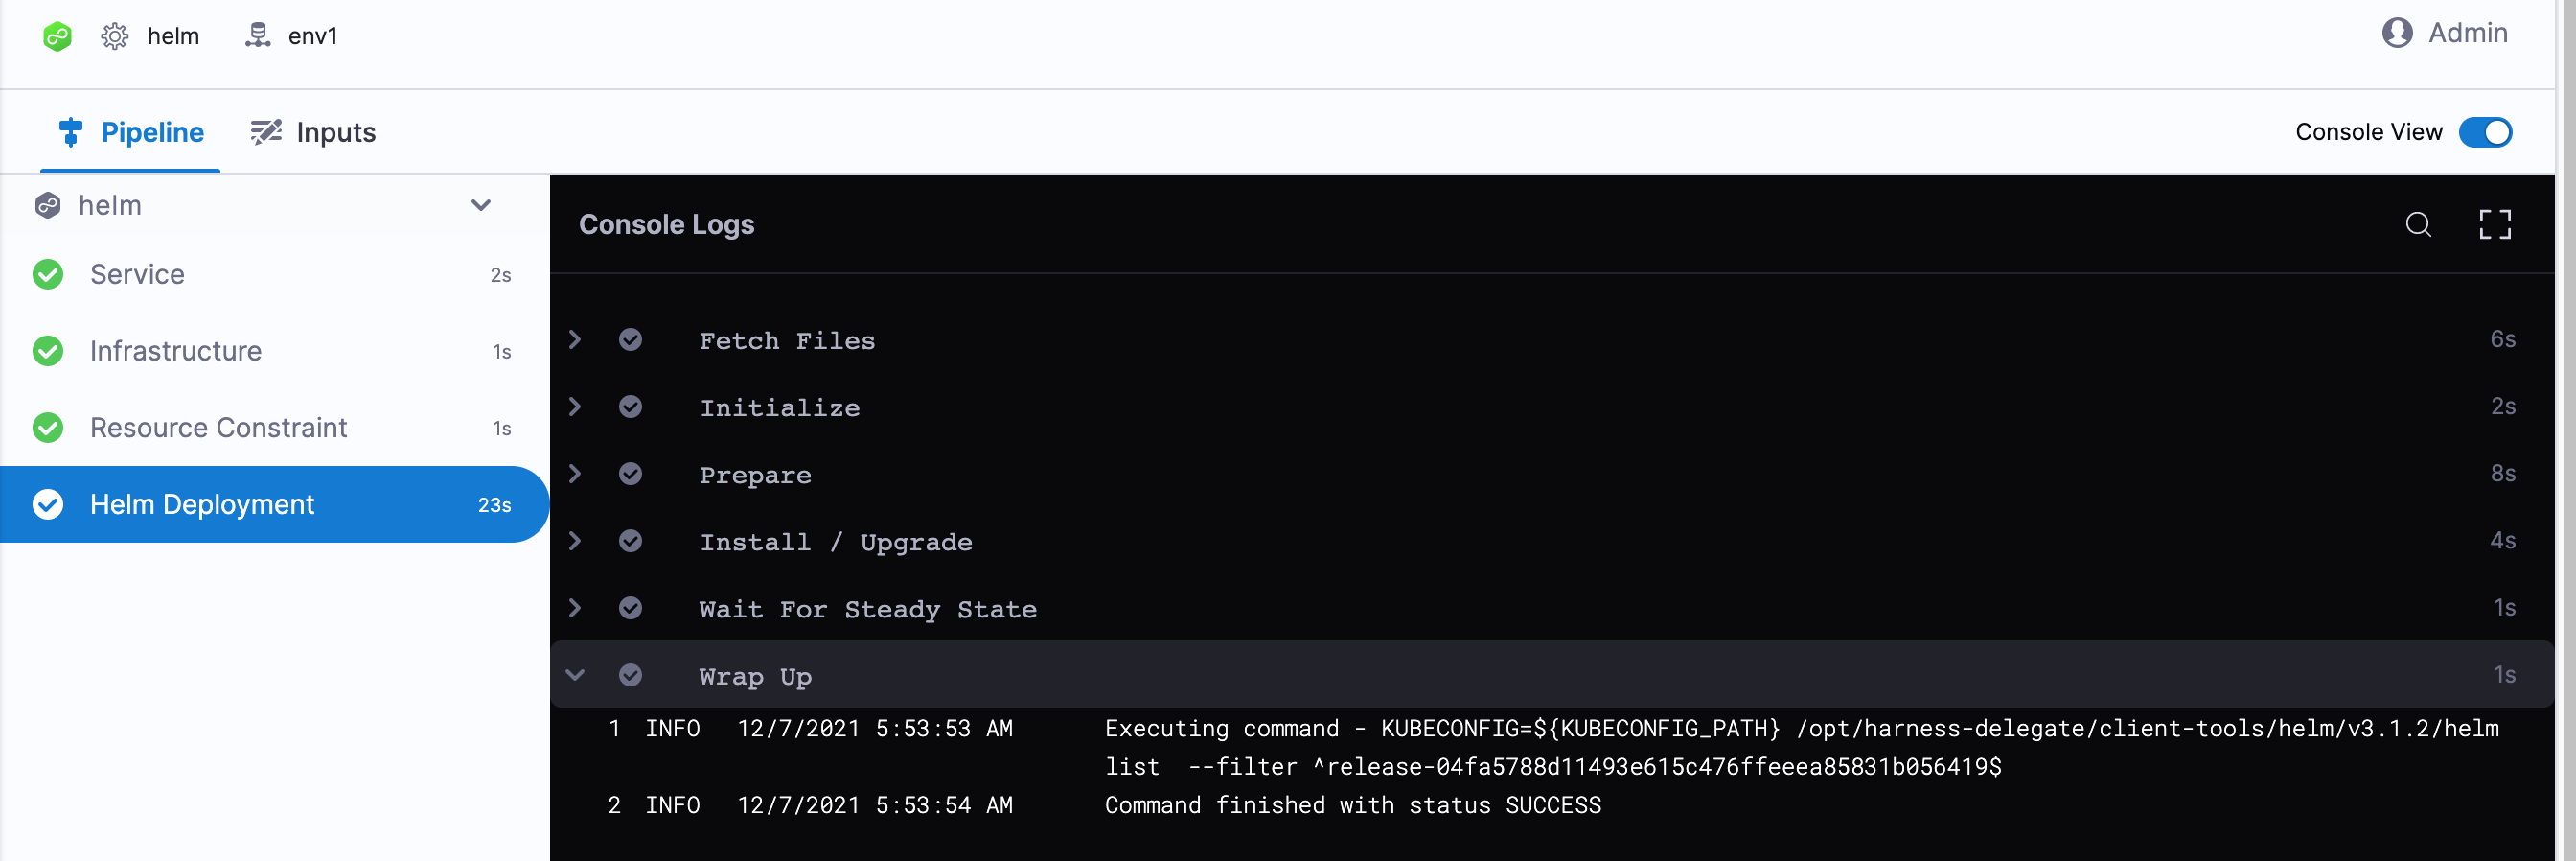 helm env1 Admin
Pipeline Inputs Console View
helm
Service 2s
Infrastructure 1s
Resource Constraint 1s
Helm Deployment 23s
Console Logs
Fetch Files 6s
Initialize 2s
Prepare 8s
Install / Upgrade 4s
Wait For Steady State 1s
Wrap Up 1s
1 INFO 12/7/2021 5:53:53 AM Executing command - KUBECONFIG=${KUBECONFIG_PATH} /opt/harness-delegate/client-tools/helm/v3.1.2/helm
list --filter ^release-04fa5788d11493e615c476ffeeea85831b056419$
2 INFO 12/7/2021 5:53:54 AM Command finished with status SUCCESS